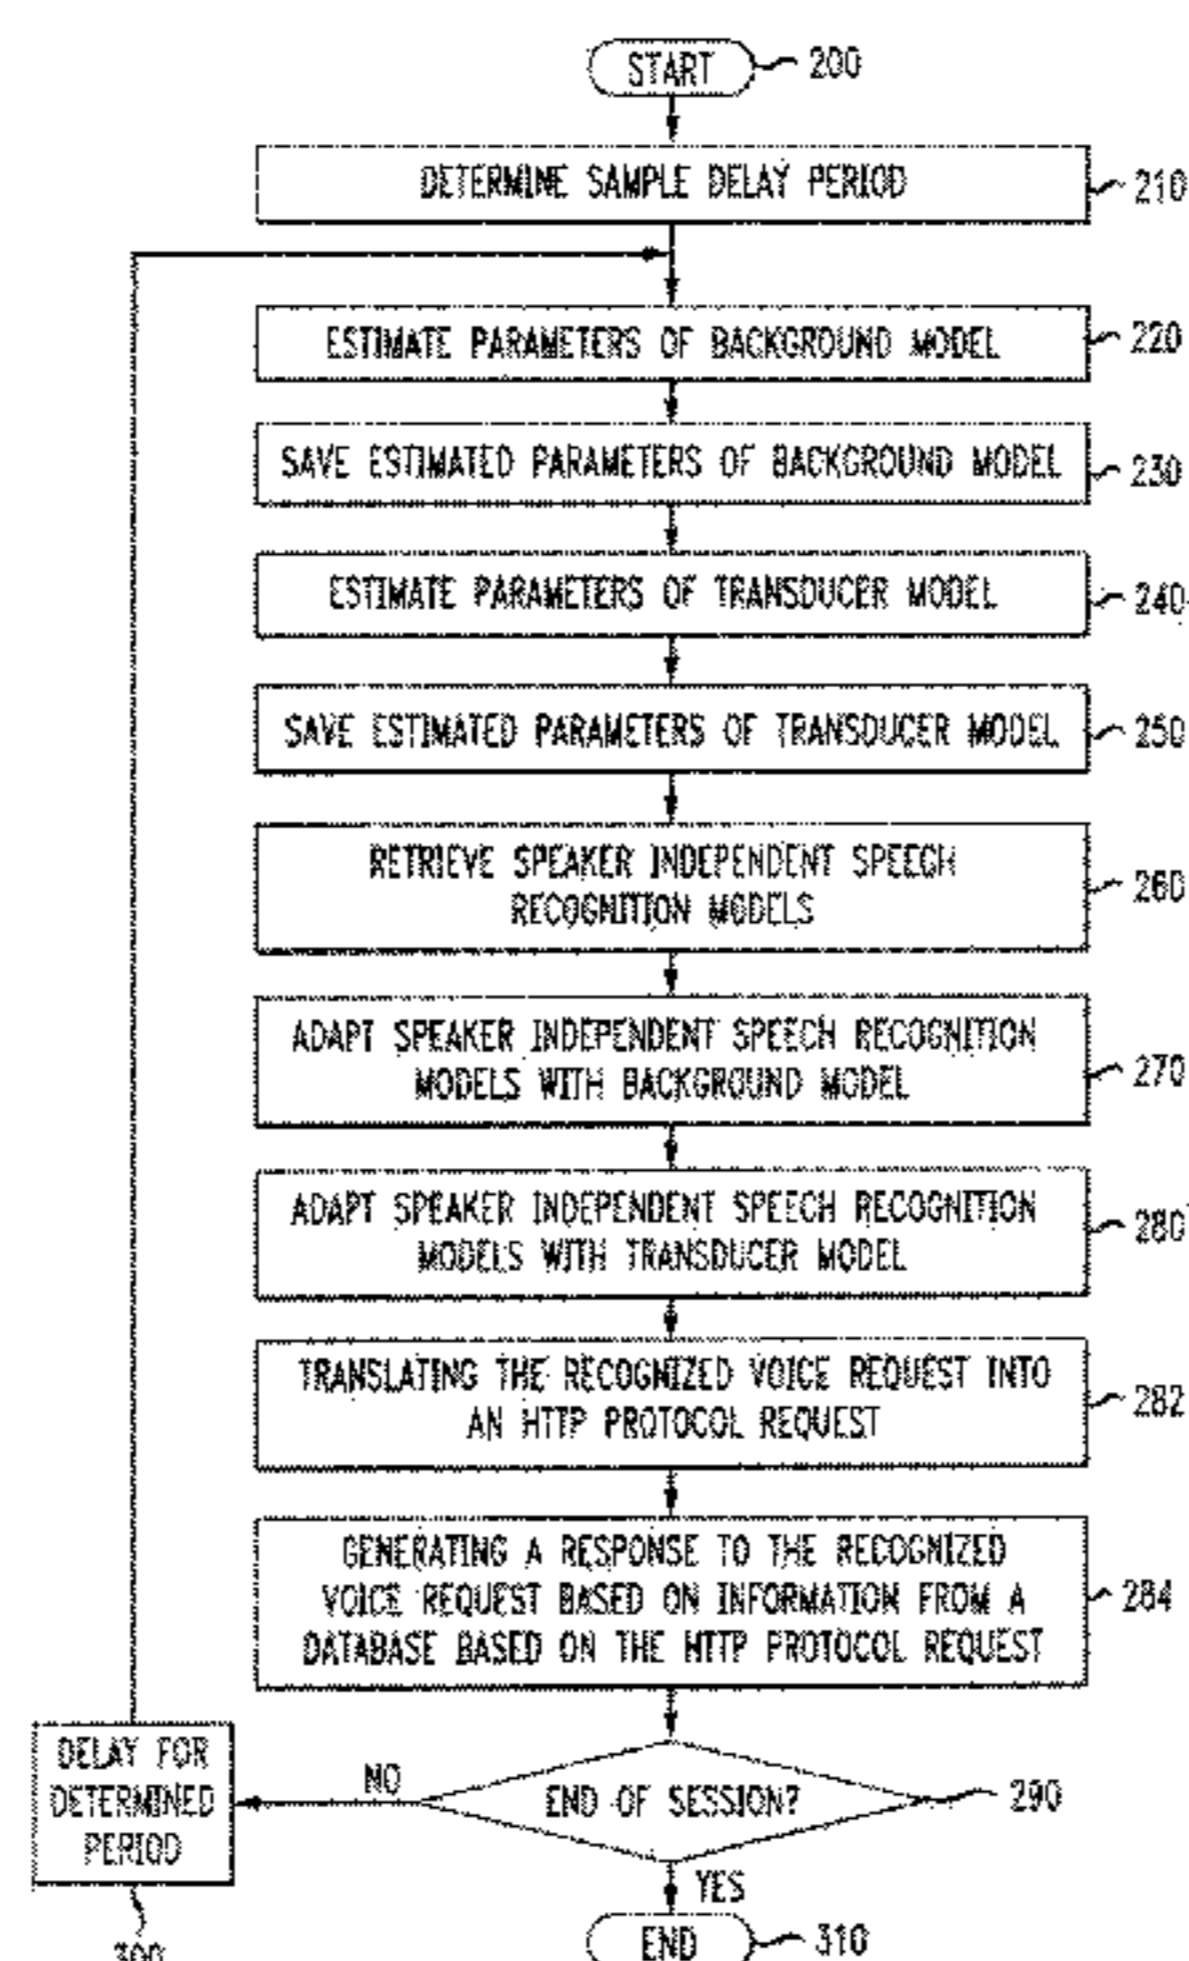 START 200
DETERMINE SAMPLE DELAY PERIOD 210
ESTIMATE PARAMETERS OF BACKGROUND MODEL 220
SAVE ESTIMATED PARAMETERS OF BACKGROUND MODEL 230
ESTIMATE PARAMETERS OF TRANSDUCER MODEL 240
SAVE ESTIMATED PARAMETERS OF TRANSDUCER MODEL 250
RETRIEVE SPEAKER INDEPENDENT SPEECH
RECOGNITION MODELS
260
ADAPT SPEAKER INDEPENDENT SPEECH RECOGNITION
MODELS WITH BACKGROUND MODEL
270
ADAPT SPEAKER INDEPENDENT SPEECH RECOGNITION
MODELS WITH TRANSDUCER MODEL
280
TRANSLATING THE RECOGNIZED VOICE REQUEST INTO
AN HTTP PROTOCOL REQUEST
282
GENERATING A RESPONSE TO THE RECOGNIZED
VOICE REQUEST BASED ON INFORMATION FROM A
DATABASE BASED ON THE HTTP PROTOCOL REQUEST
284
END OF SESSION? 290
NO
DELAY FOR
DETERMINED
PERIOD
300
YES
END 310